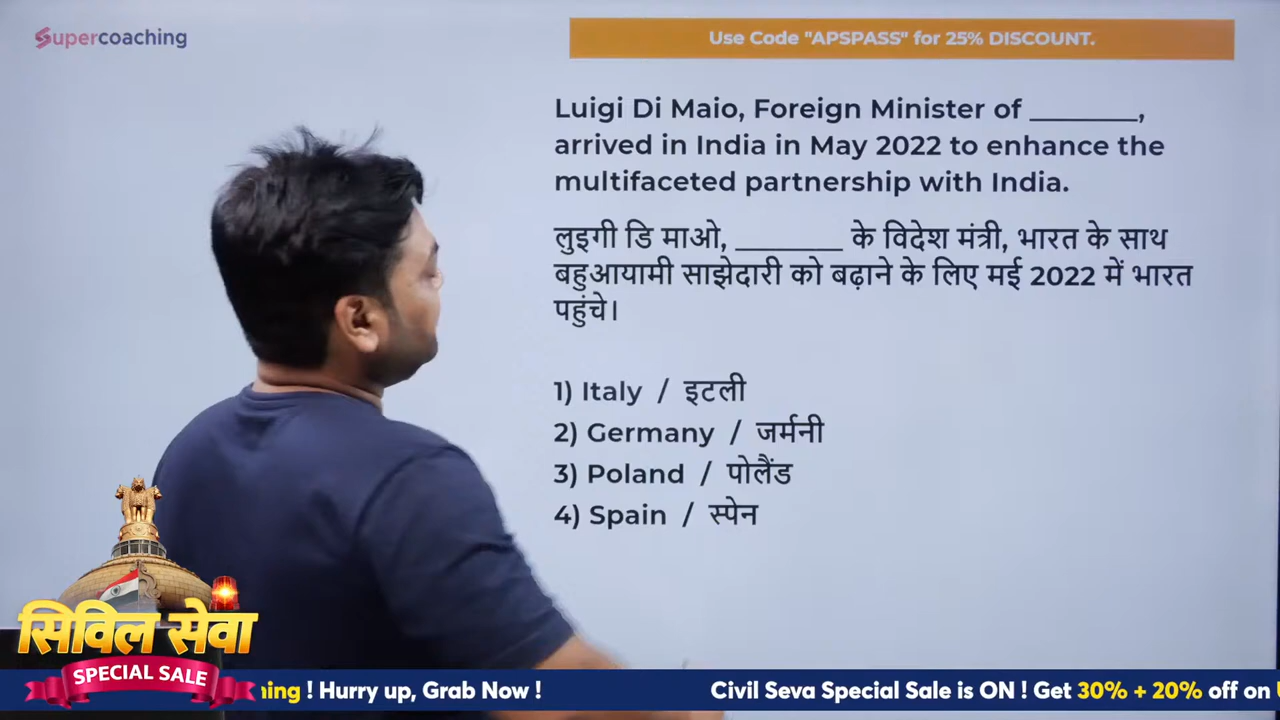 Supercoaching
Use Code "APSPASS" for 25% DISCOUNT.
Luigi Di Maio, Foreign Minister of ________,
arrived in India in May 2022 to enhance the
multifaceted partnership with India.
लुइगी डि माओ, ________ के विदेश मंत्री, भारत के साथ
बहुआयामी साझेदारी को बढ़ाने के लिए मई 2022 में भारत
पहुंचे।
1) Italy / इटली
2) Germany / जर्मनी
3) Poland / पोलैंड
4) Spain / स्पेन
सिविल सेवा
SPECIAL SALE
ning ! Hurry up, Grab Now ! Civil Seva Special Sale is ON ! Get 30% + 20% off on